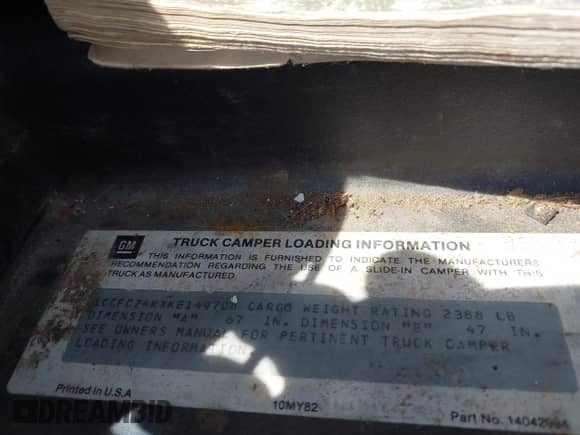 GM
TRUCK CAMPER LOADING INFORMATION
THIS INFORMATION IS FURNISHED TO INDICATE THE MANUFACTURERS
RECOMMENDATION REGARDING THE USE OF A SLIDE-IN CAMPER WITH THIS
TRUCK AS MANUFACTURED.
CARGO WEIGHT RATING 2388 LB
DIMENSION "A" 67 IN. DIMENSION "B" 47 IN.
SEE OWNERS MANUAL FOR PERTINENT TRUCK CAMPER
LOADING INFORMATION
Printed in U.S.A
10MY82
Part No.
DREAMBID